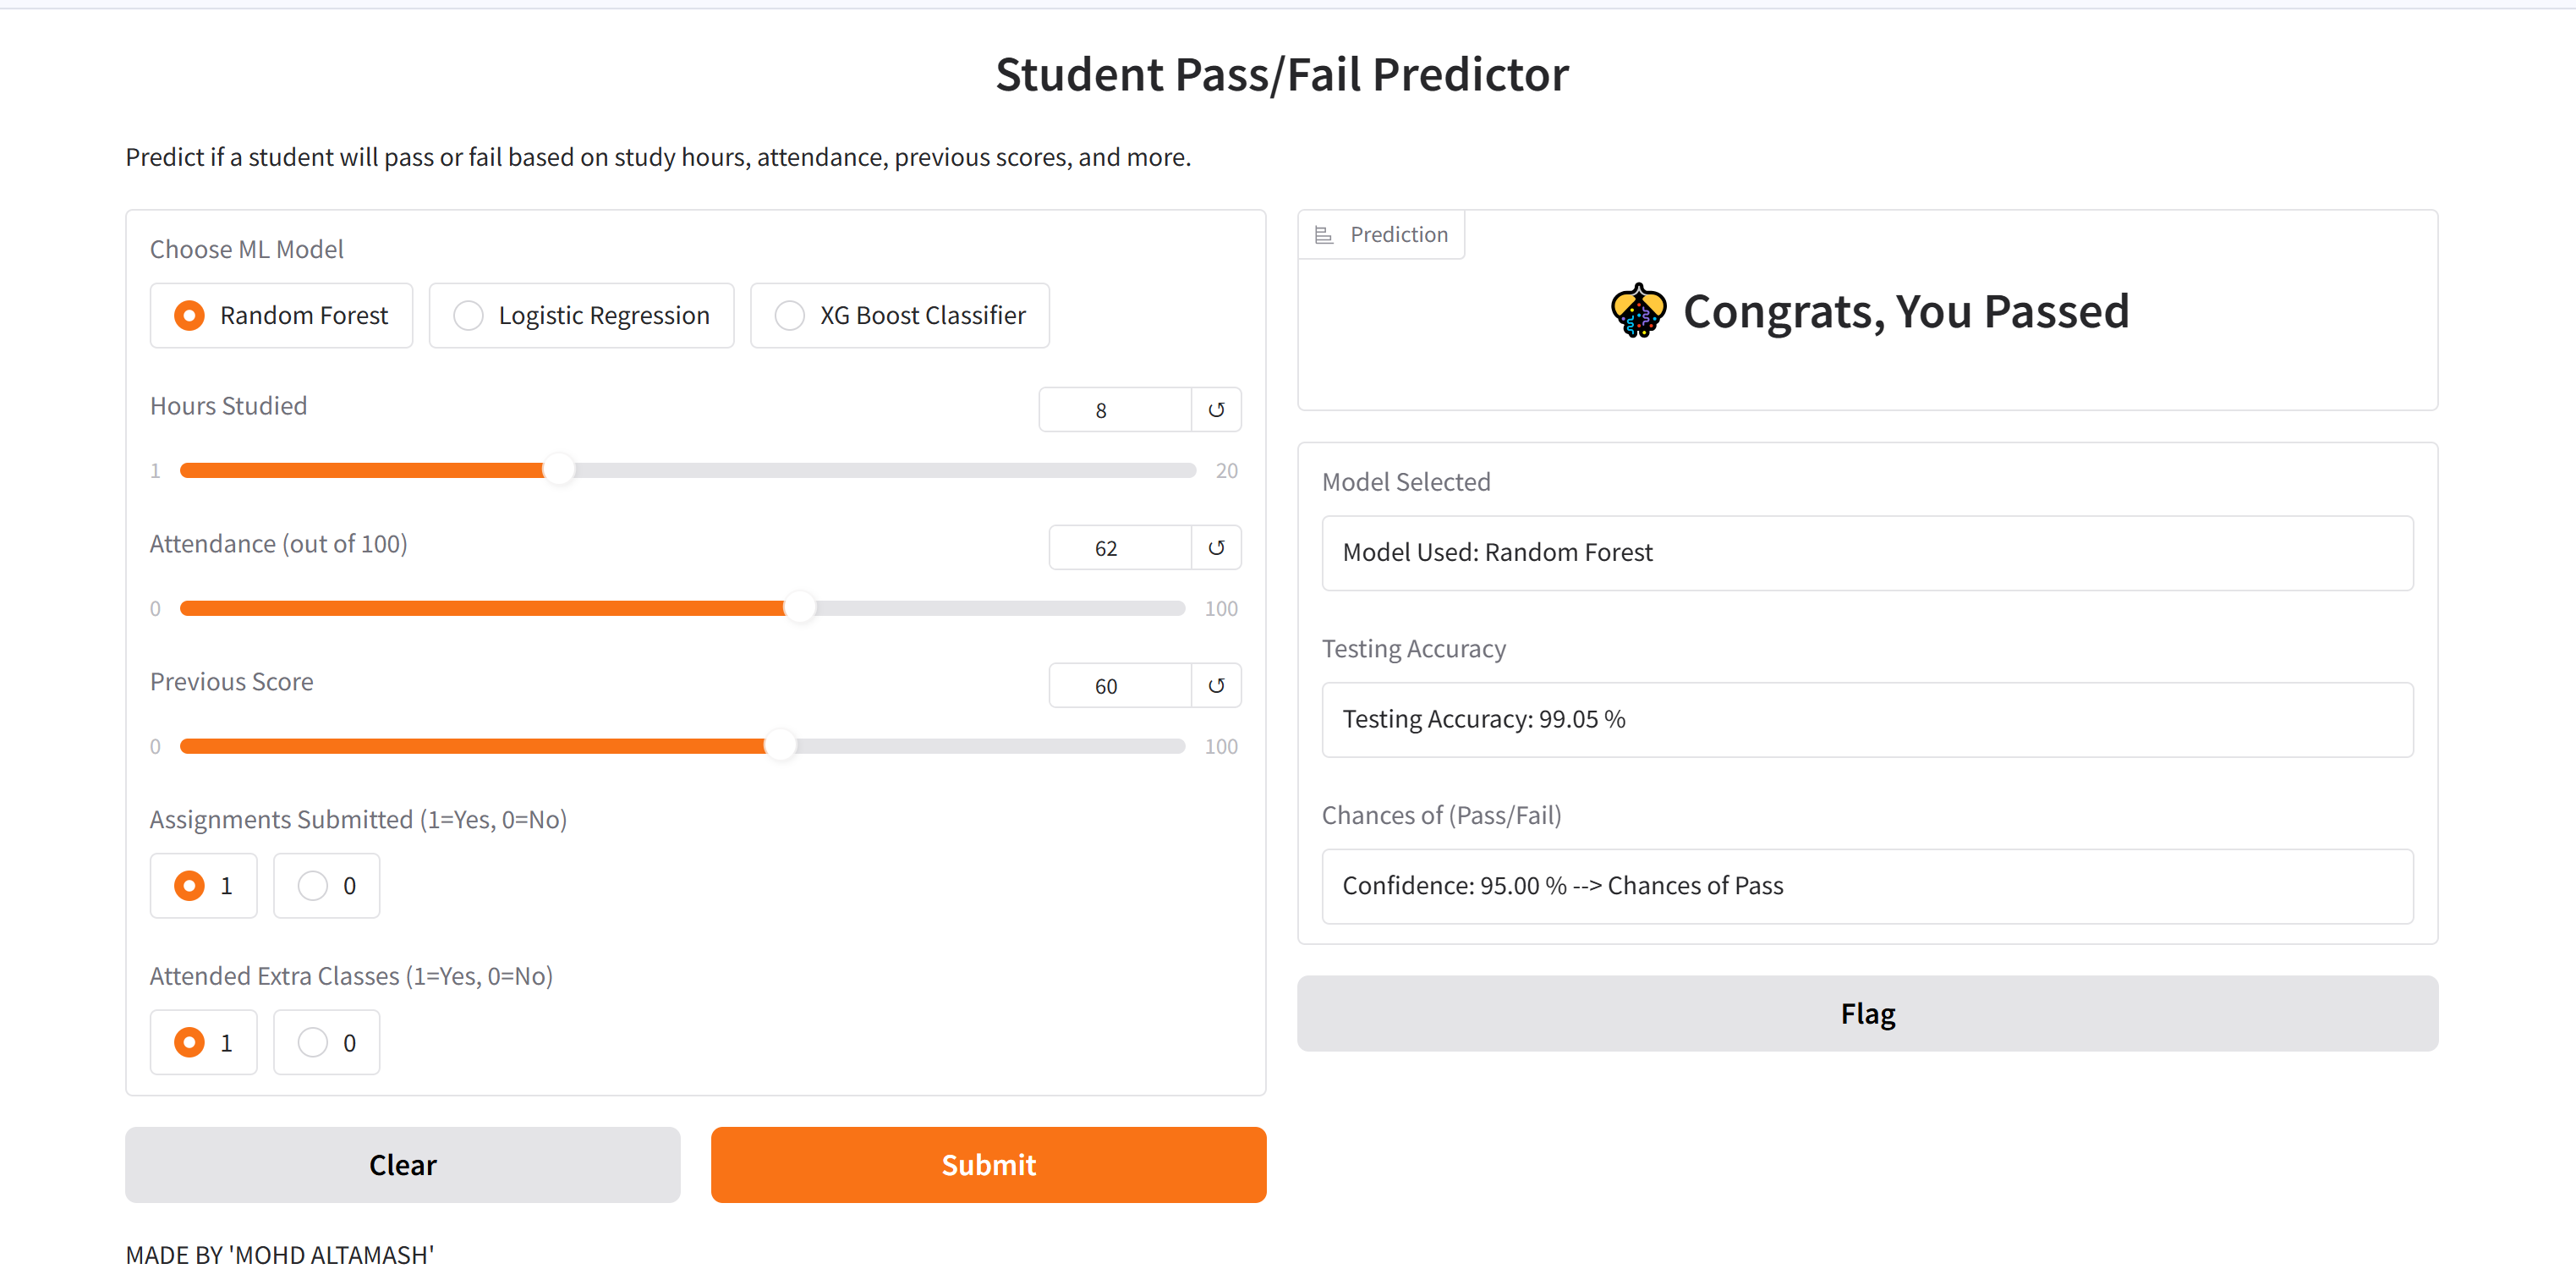 Student Pass/Fail Predictor
Predict if a student will pass or fail based on study hours, attendance, previous scores, and more.
Choose ML Model
Random Forest
Logistic Regression
XG Boost Classifier
Hours Studied
8
1
20
Attendance (out of 100)
62
0
100
Previous Score
60
0
100
Assignments Submitted (1=Yes, 0=No)
1
0
Attended Extra Classes (1=Yes, 0=No)
1
0
Clear
Submit
Prediction
Congrats, You Passed
Model Selected
Model Used: Random Forest
Testing Accuracy
Testing Accuracy: 99.05 %
Chances of (Pass/Fail)
Confidence: 95.00 % --> Chances of Pass
Flag
MADE BY 'MOHD ALTAMASH'